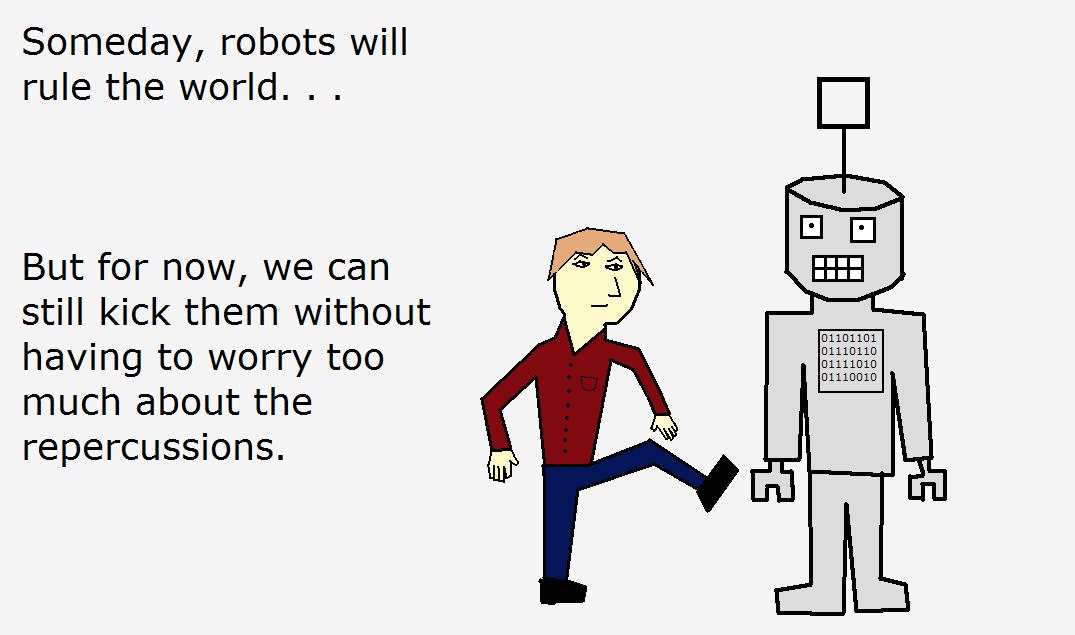 Someday, robots will
rule the world. . .
But for now, we can
still kick them without
having to worry too
much about the
repercussions.
01101101
01110110
01111010
01110010